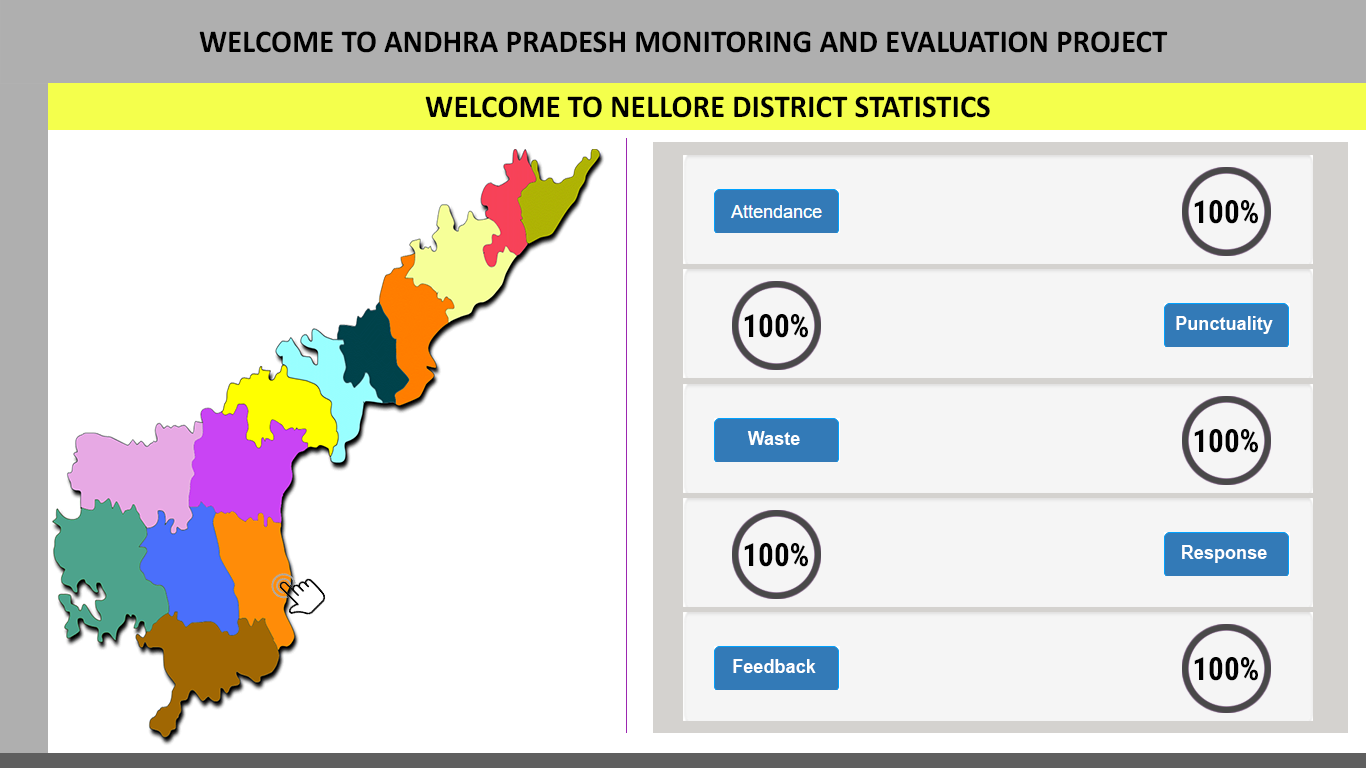 WELCOME TO ANDHRA PRADESH MONITORING AND EVALUATION PROJECT
WELCOME TO NELLORE DISTRICT STATISTICS
Attendance
100%
100%
Punctuality
Waste
100%
100%
Response
Feedback
100%